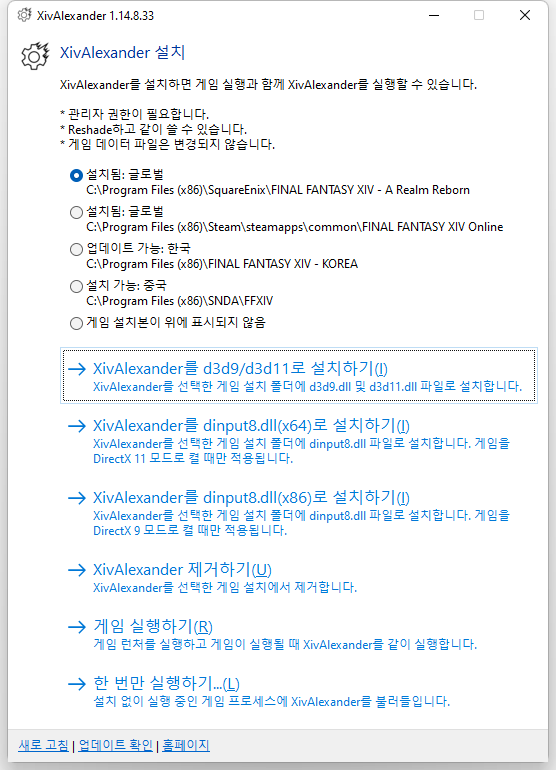 XivAlexander 1.14.8.33
XivAlexander 설치
XivAlexander를 설치하면 게임 실행과 함께 XivAlexander를 실행할 수 있습니다.
* 관리자 권한이 필요합니다.
* Reshade하고 같이 쓸 수 있습니다.
* 게임 데이터 파일은 변경되지 않습니다.
설치됨: 글로벌
C:\Program Files (x86)\SquareEnix\FINAL FANTASY XIV - A Realm Reborn
설치됨: 글로벌
C:\Program Files (x86)\Steam\steamapps\common\FINAL FANTASY XIV Online
업데이트 가능: 한국
C:\Program Files (x86)\FINAL FANTASY XIV - KOREA
설치 가능: 중국
C:\Program Files (x86)\SNDA\FFXIV
게임 설치본이 위에 표시되지 않음
XivAlexander를 d3d9/d3d11로 설치하기(I)
XivAlexander를 선택한 게임 설치 폴더에 d3d9.dll 및 d3d11.dll 파일로 설치합니다.
XivAlexander를 dinput8.dll(x64)로 설치하기(I)
XivAlexander를 선택한 게임 설치 폴더에 dinput8.dll 파일로 설치합니다. 게임을
DirectX 11 모드로 켤 때만 적용됩니다.
XivAlexander를 dinput8.dll(x86)로 설치하기(I)
XivAlexander를 선택한 게임 설치 폴더에 dinput8.dll 파일로 설치합니다. 게임을
DirectX 9 모드로 켤 때만 적용됩니다.
XivAlexander 제거하기(U)
XivAlexander를 선택한 게임 설치에서 제거합니다.
게임 실행하기(R)
게임 런처를 실행하고 게임이 실행될 때 XivAlexander를 같이 실행합니다.
한 번만 실행하기...(L)
설치 없이 실행 중인 게임 프로세스에 XivAlexander를 불러들입니다.
새로 고침 | 업데이트 확인 | 홈페이지